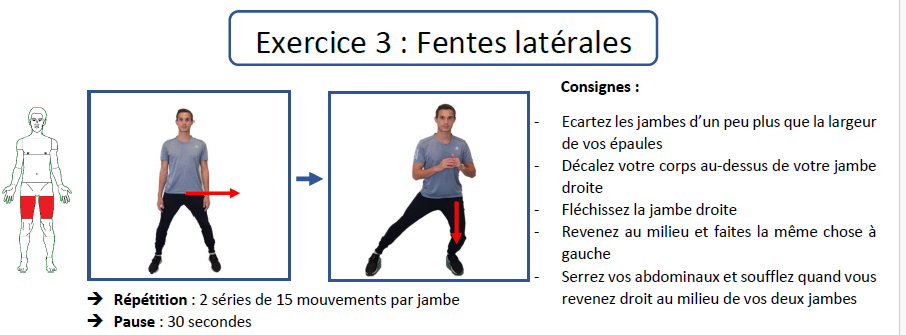 Exercice 3 : Fentes latérales
Consignes :
- Ecartez les jambes d'un peu plus que la largeur
de vos épaules
- Décalez votre corps au-dessus de votre jambe
droite
- Fléchissez la jambe droite
- Revenez au milieu et faites la même chose à
gauche
- Serrez vos abdominaux et soufflez quand vous
revenez droit au milieu de vos deux jambes
➔ Répétition : 2 séries de 15 mouvements par jambe
➔ Pause : 30 secondes